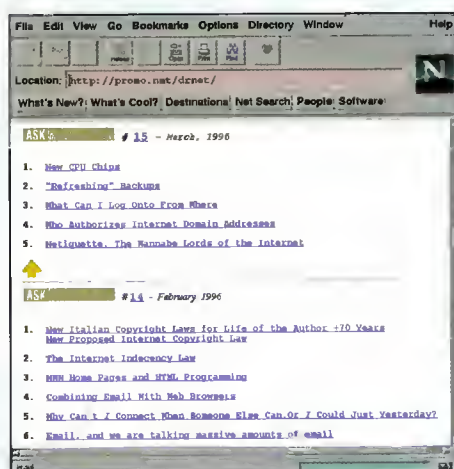 File Edit View Go Bookmarks Options Directory Window Help
Open Print Find
Location: http://promo.net/drnet/
N
What's New? What's Cool? Destinations Net Search People Software
ASK
# 15 - March, 1996
1. New CPU Chips
2. "Refreshing" Backups
3. What Can I Log Onto From Where
4. Who Authorizes Internet Domain Addresses
5. Netiquette, The Wannabe Lords of the Internet
ASK
#14 - February 1996
1. New Italian Copyright Laws for Life of the Author +70 Years
New Proposed Internet Copyright Law
2. The Internet Indecency Law
3. WWW Home Pages and HTML Programming
4. Combining Email With Web Browsers
5. Why Can't I Connect When Someone Else Can.Or I Could Just Yesterday?
6. Email, and we are talking massive amounts of email